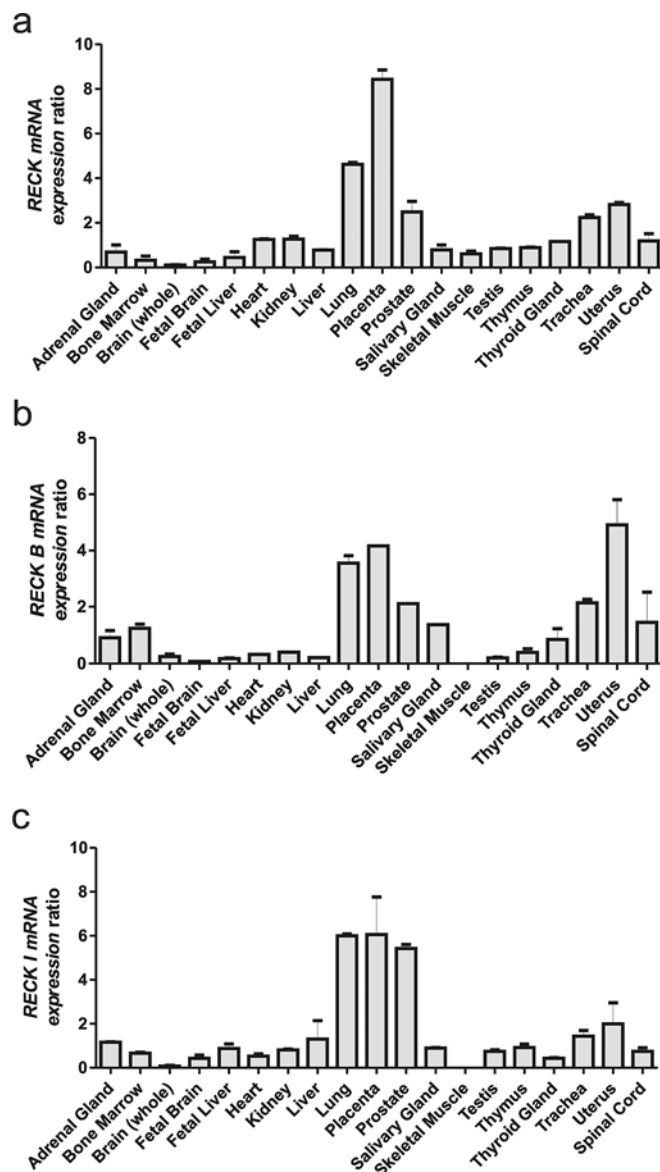 a
RECK mRNA
expression ratio
10
8
6
4
2
0
Adrenal Gland
Bone Marrow
Brain (whole)
Fetal Brain
Fetal Liver
Heart
Kidney
Liver
Lung
Placenta
Prostate
Salivary Gland
Skeletal Muscle
Testis
Thymus
Thyroid Gland
Trachea
Uterus
Spinal Cord
b
RECK B mRNA
expression ratio
8
6
4
2
0
Adrenal Gland
Bone Marrow
Brain (whole)
Fetal Brain
Fetal Liver
Heart
Kidney
Liver
Lung
Placenta
Prostate
Salivary Gland
Skeletal Muscle
Testis
Thymus
Thyroid Gland
Trachea
Uterus
Spinal Cord
c
RECK I mRNA
expression ratio
10
8
6
4
2
0
Adrenal Gland
Bone Marrow
Brain (whole)
Fetal Brain
Fetal Liver
Heart
Kidney
Liver
Lung
Placenta
Prostate
Salivary Gland
Skeletal Muscle
Testis
Thymus
Thyroid Gland
Trachea
Uterus
Spinal Cord